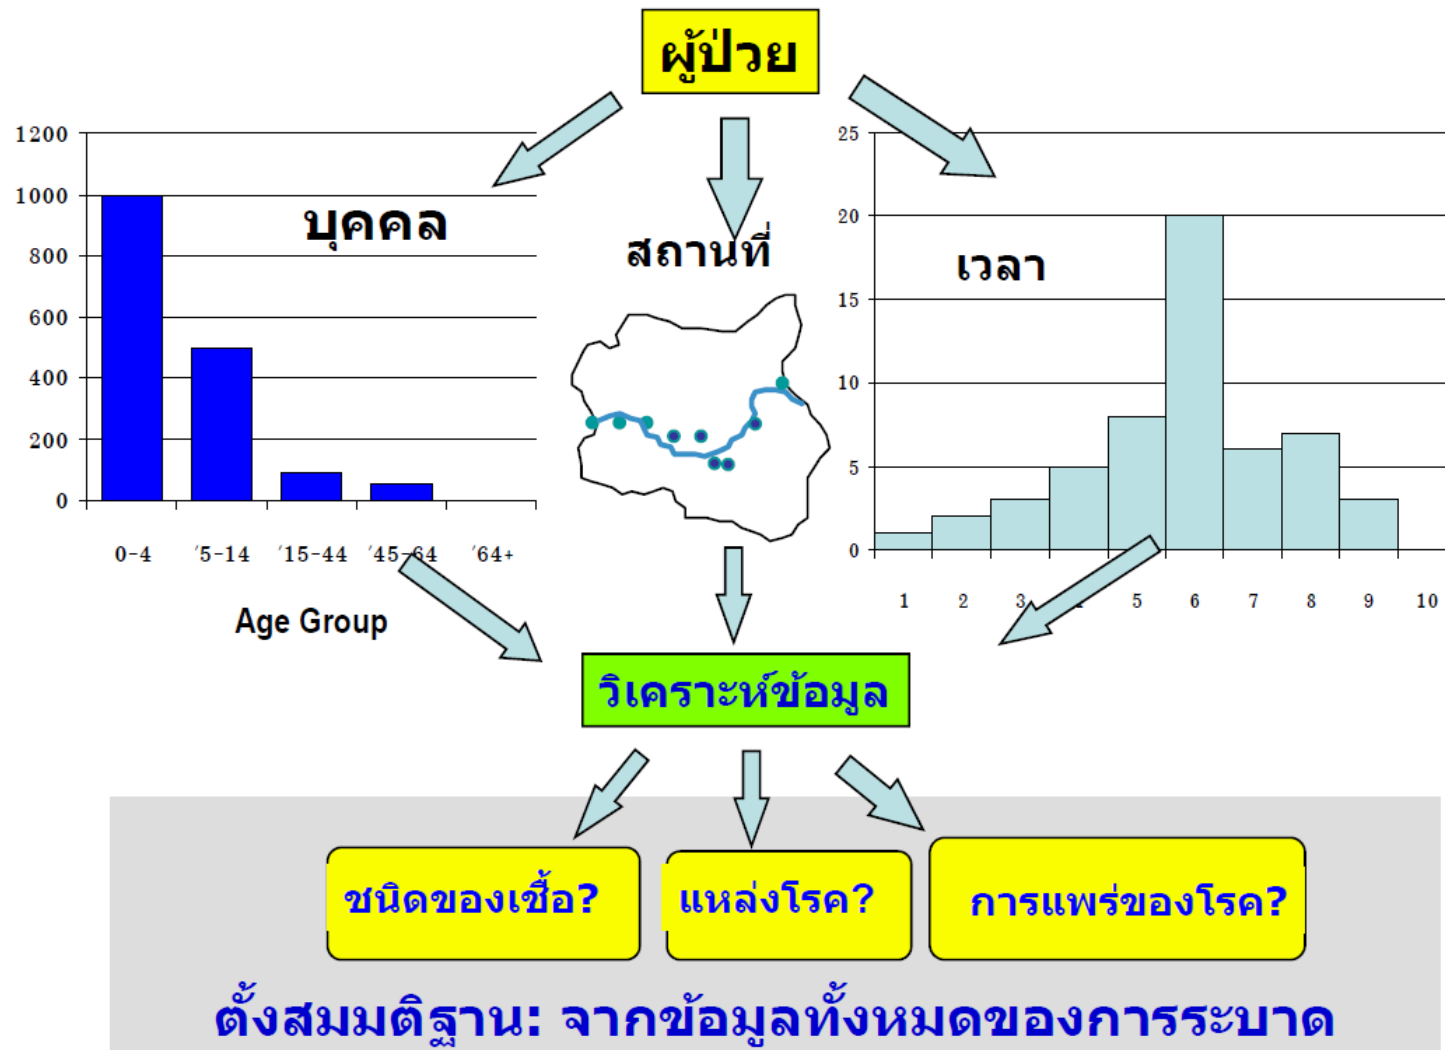 ผู้ป่วย
1200
1000
800
600
400
200
0
บุคคล
0-4 '5-14 '15-44 '45-64 '64+
Age Group
สถานที่
25
20
15
10
5
0
เวลา
1 2 3 5 6 7 8 9 10
วิเคราะห์ข้อมูล
ชนิดของเชื้อ? แหล่งโรค? การแพร่ของโรค?
ตั้งสมมติฐาน: จากข้อมูลทั้งหมดของการระบาด